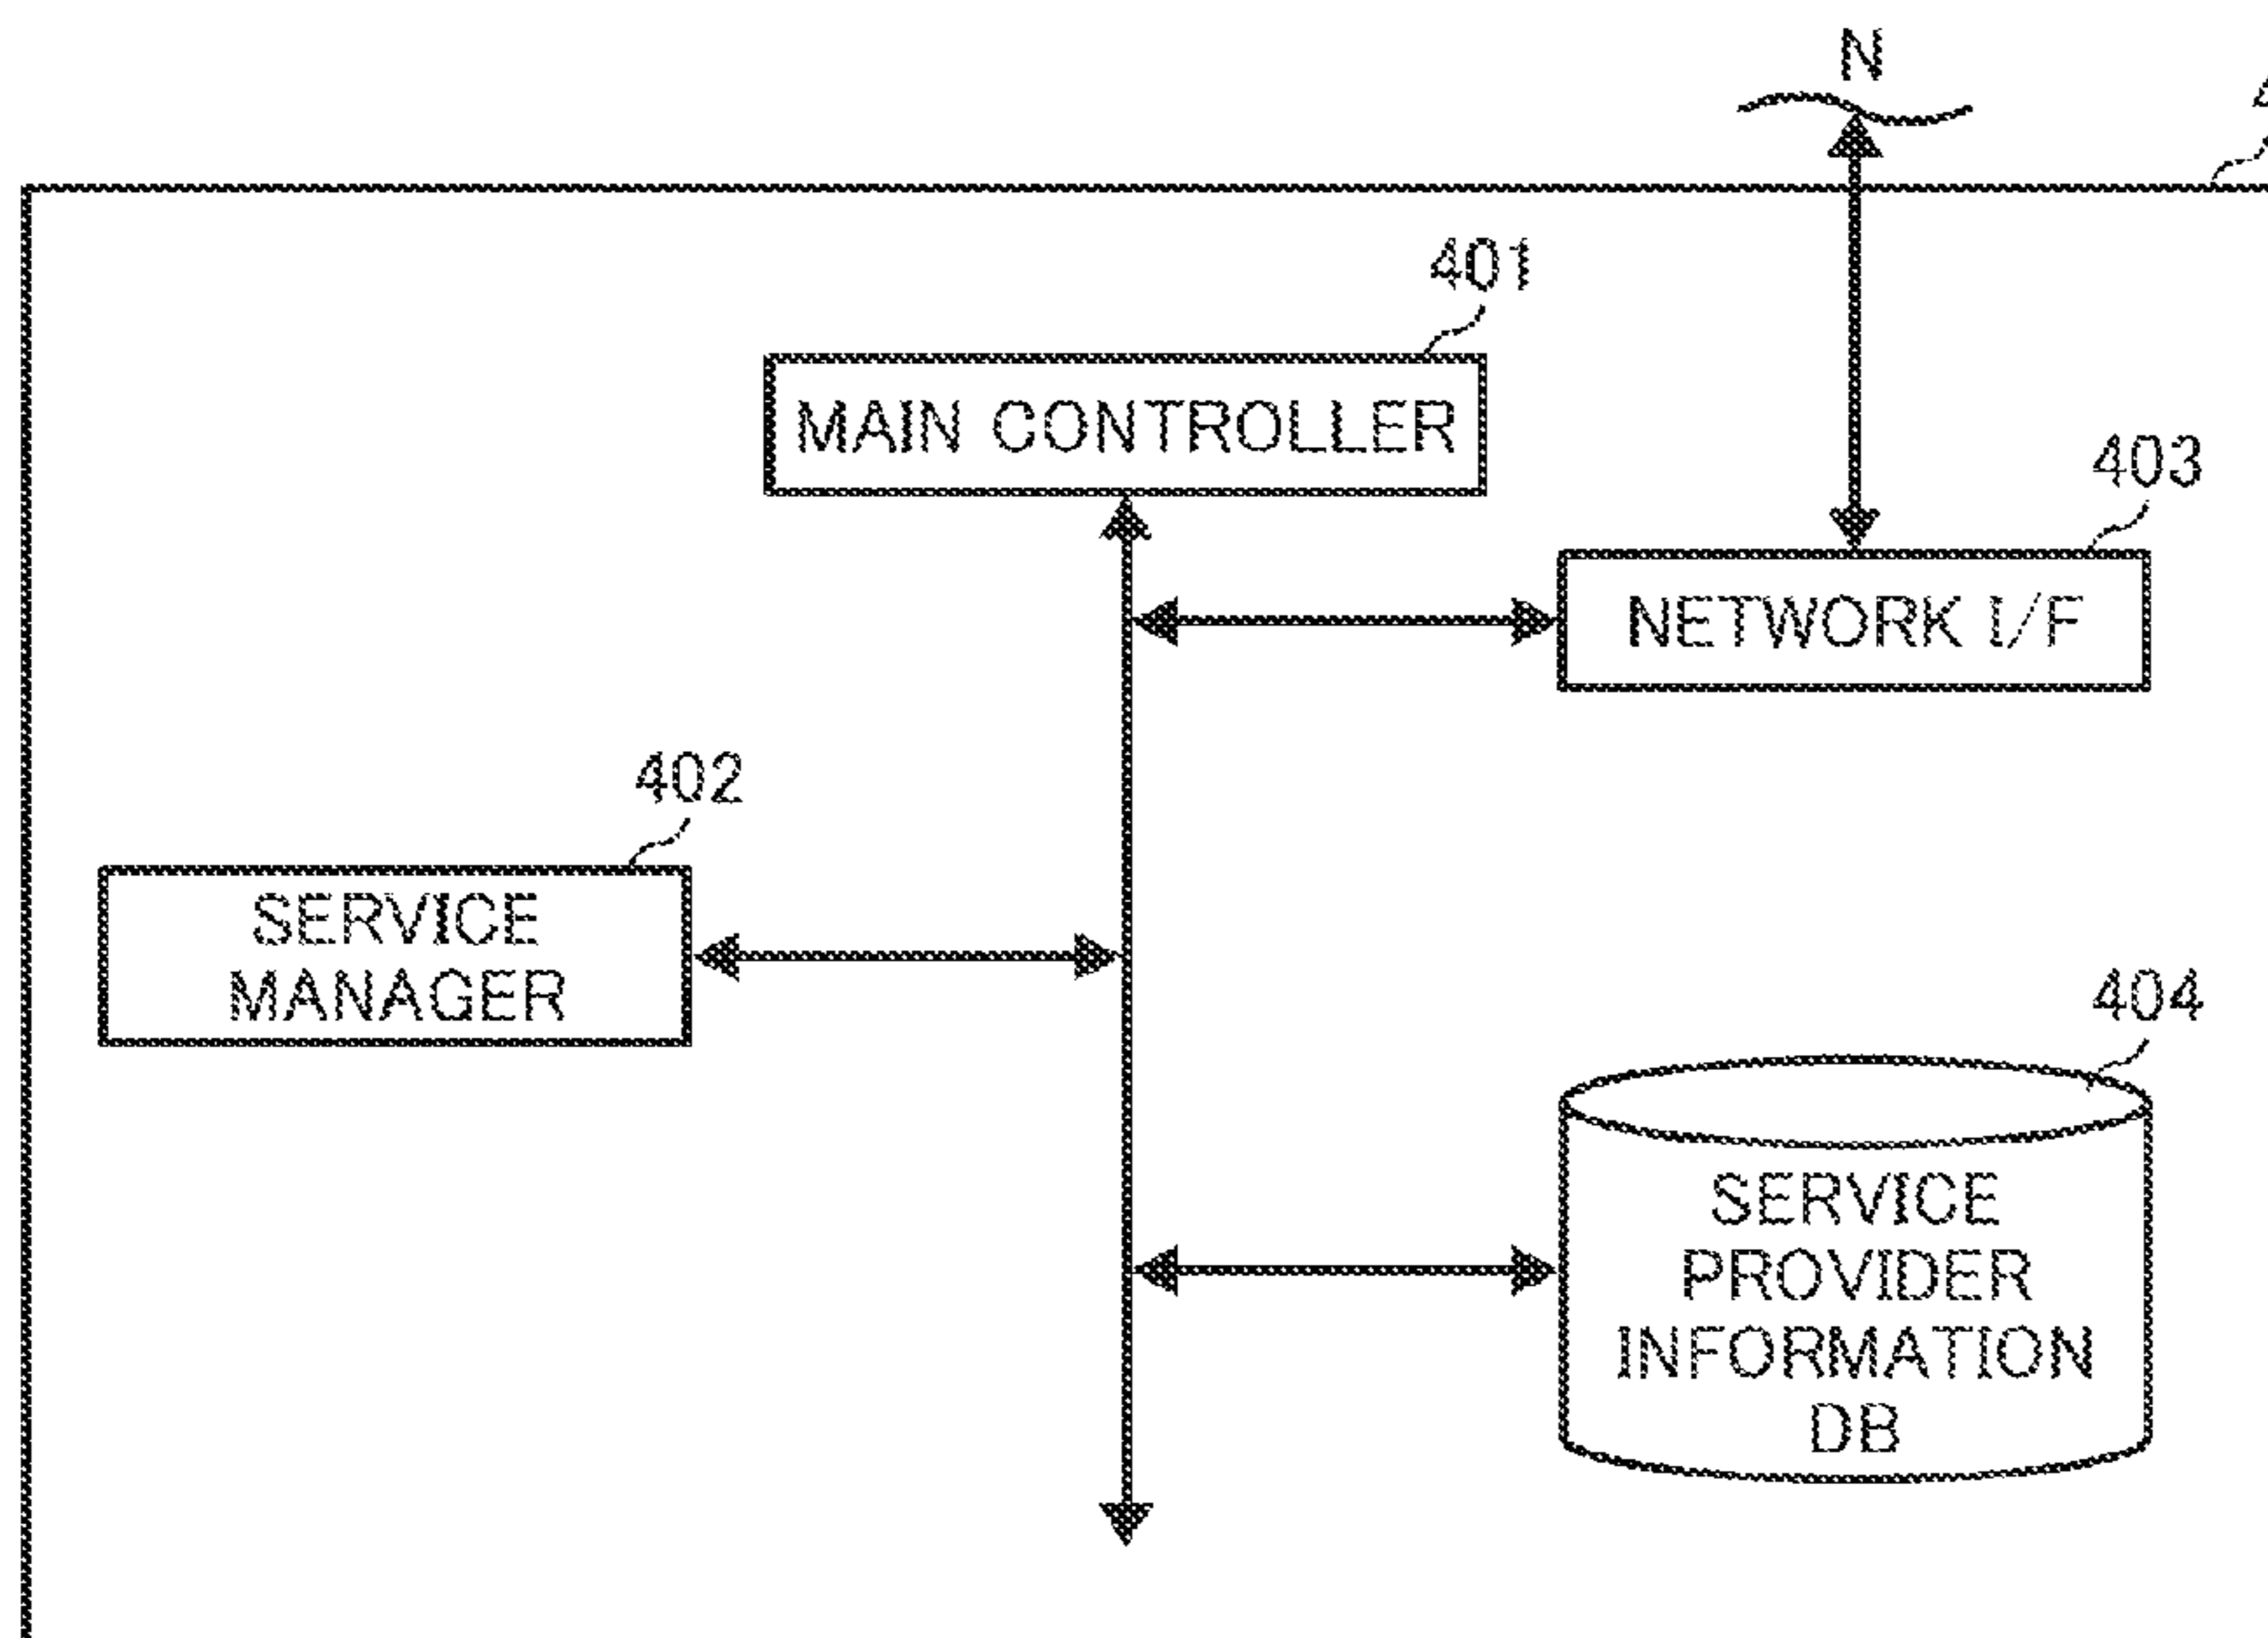 N
401
MAIN CONTROLLER
403
NETWORK I/F
402
SERVICE
MANAGER
404
SERVICE
PROVIDER
INFORMATION
DB